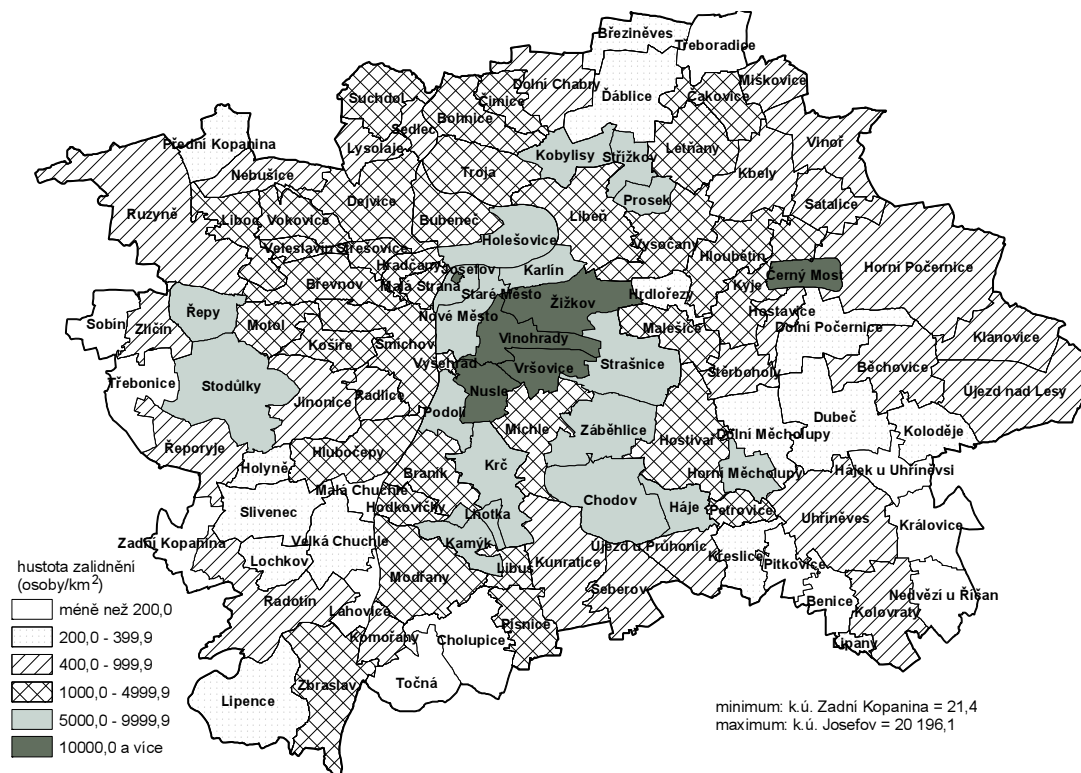 Březiněves
Třeboradice
Dolní Chabry
Miškovice
Ďáblice
Čakovice
Suchdol
Čimice
Bohnice
Sedlec
Přední Kopanina
Lysolaje
Kobylisy
Střížkov
Letňany
Vinoř
Nebušice
Troja
Kbely
Dejvice
Prosek
Satalice
Ruzyně
Liboc
Vokovice
Bubeneč
Libeň
Holešovice
Vysočany
Veleslavín
Střešovice
Hloubětín
Hradčany
Josefov
Karlín
Černý Most
Horní Počernice
Břevnov
Malá Strana
Staré Město
Hrdlořezy
Kyje
Žižkov
Hostavice
Řepy
Nové Město
Sobín
Zličín
Motol
Malešice
Dolní Počernice
Klánovice
Košíře
Smíchov
Vinohrady
Vyšehrad
Vršovice
Strašnice
Štěrboholy
Běchovice
Třebonice
Stodůlky
Jinonice
Radlice
Nusle
Újezd nad Lesy
Podolí
Michle
Záběhlice
Dubeč
Koloděje
Řeporyje
Hlubočepy
Hostivař
Dolní Měcholupy
Holyně
Braník
Krč
Horní Měcholupy
Hájek u Uhříněvsi
Malá Chuchle
Hodkovičky
Chodov
Slivenec
Lhotka
Háje
Petrovice
Uhříněves
Královice
Zadní Kopanina
Velká Chuchle
Kamýk
Újezd u Průhonic
Lochkov
Libuš
Kunratice
Křeslice
Pitkovice
Modřany
Šeberov
Nedvězí u Říčan
Radotín
Benice
Kolovraty
Lahovice
Písnice
Komořany
Cholupice
Lipany
Točná
Zbraslav
Lipence
hustota zalidnění
(osoby/km²)
méně než 200,0
200,0 - 399,9
400,0 - 999,9
1000,0 - 4999,9
5000,0 - 9999,9
10000,0 a více
minimum: k.ú. Zadní Kopanina = 21,4
maximum: k.ú. Josefov = 20 196,1